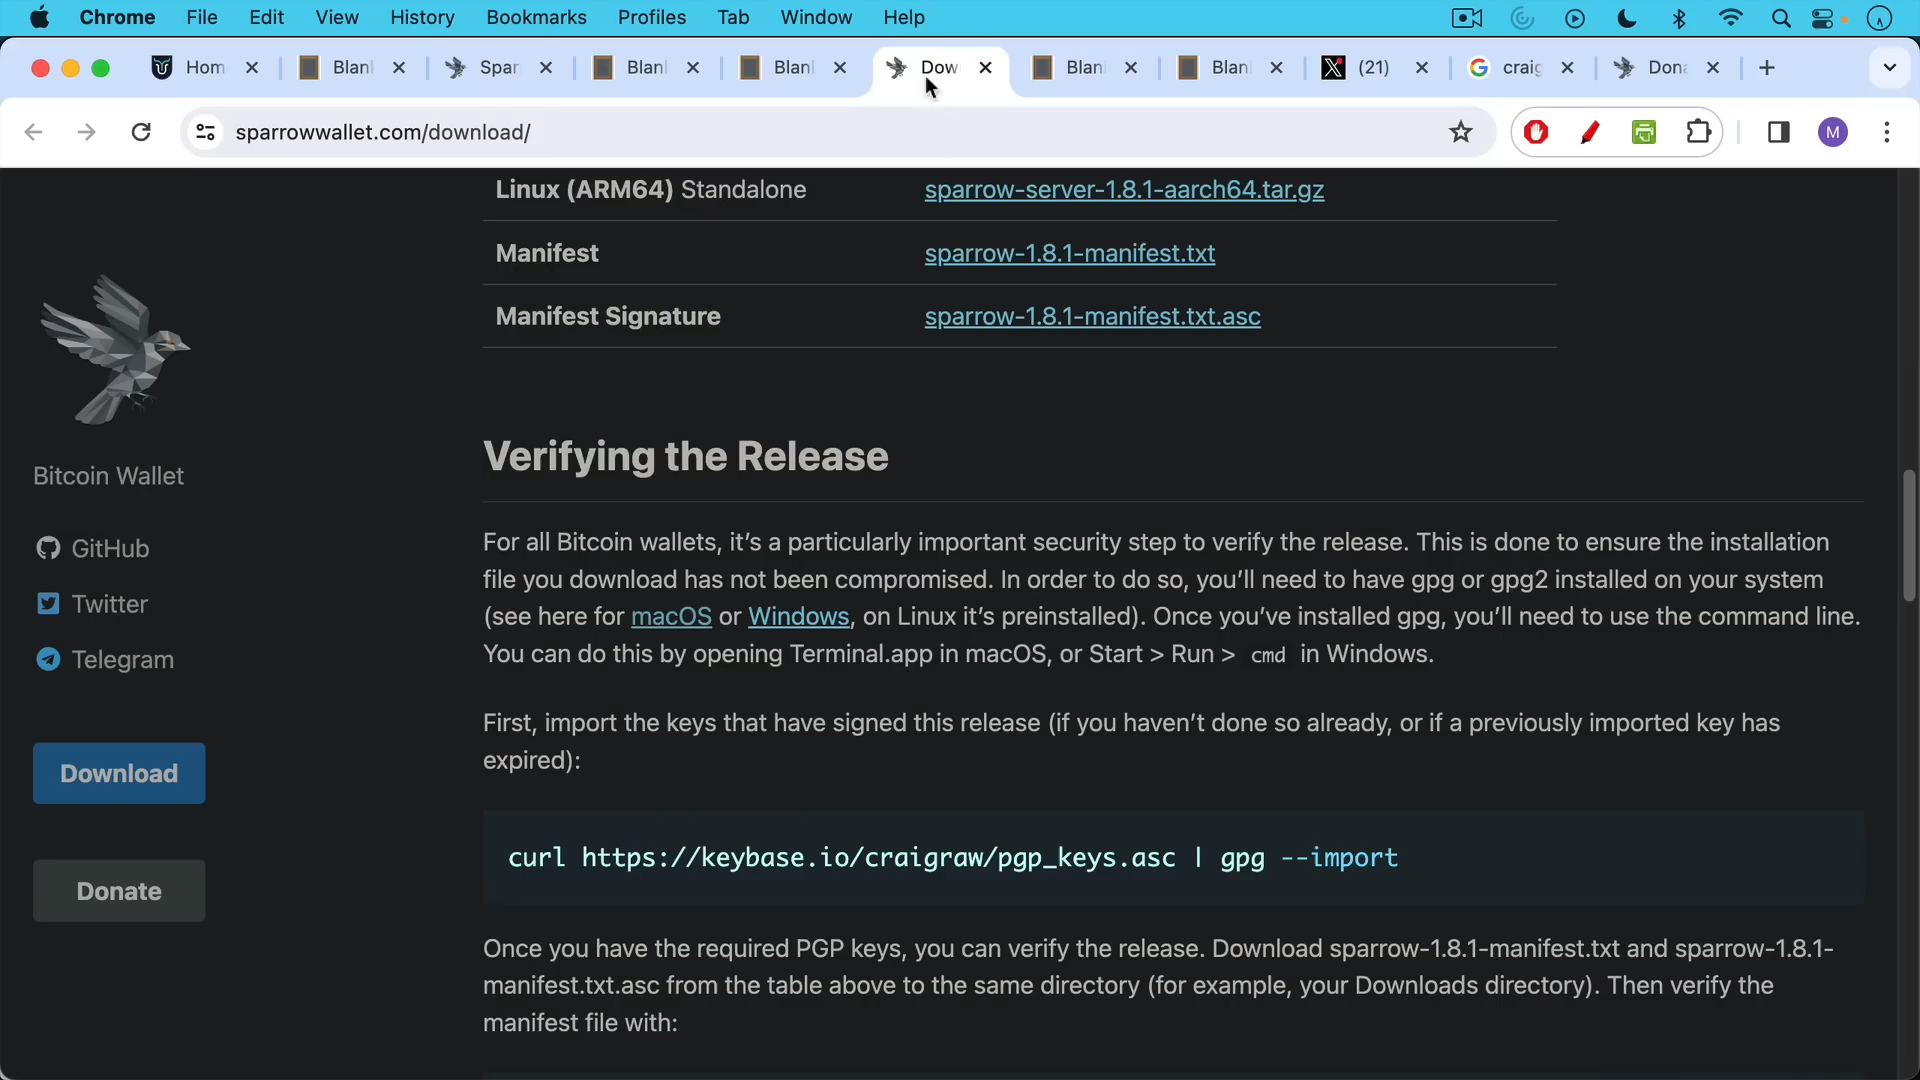 Chrome File Edit View History Bookmarks Profiles Tab Window Help
Hom Blan Spar Blan Blan Dow Blan Blan (21) craig Dona
sparrowwallet.com/download/
M
Linux (ARM64) Standalone sparrow-server-1.8.1-aarch64.tar.gz
Manifest sparrow-1.8.1-manifest.txt
Manifest Signature sparrow-1.8.1-manifest.txt.asc
Bitcoin Wallet
GitHub
Twitter
Telegram
Download
Donate
Verifying the Release
For all Bitcoin wallets, it’s a particularly important security step to verify the release. This is done to ensure the installation
file you download has not been compromised. In order to do so, you’ll need to have gpg or gpg2 installed on your system
(see here for macOS or Windows, on Linux it’s preinstalled). Once you’ve installed gpg, you’ll need to use the command line.
You can do this by opening Terminal.app in macOS, or Start > Run > cmd in Windows.
First, import the keys that have signed this release (if you haven’t done so already, or if a previously imported key has
expired):
curl https://keybase.io/craigraw/pgp_keys.asc | gpg --import
Once you have the required PGP keys, you can verify the release. Download sparrow-1.8.1-manifest.txt and sparrow-1.8.1-
manifest.txt.asc from the table above to the same directory (for example, your Downloads directory). Then verify the
manifest file with: